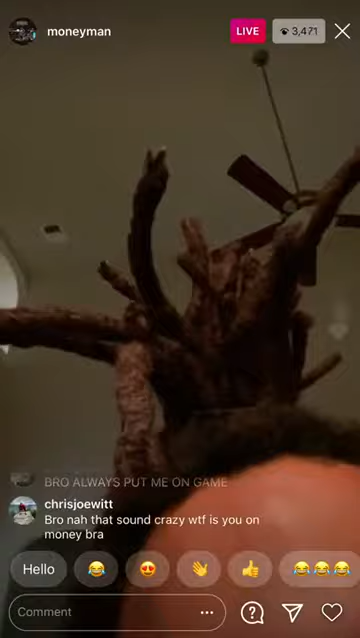 moneyman
LIVE
3,471
BRO ALWAYS PUT ME ON GAME
chrisjoewitt
Bro nah that sound crazy wtf is you on
money bra
Hello
Comment